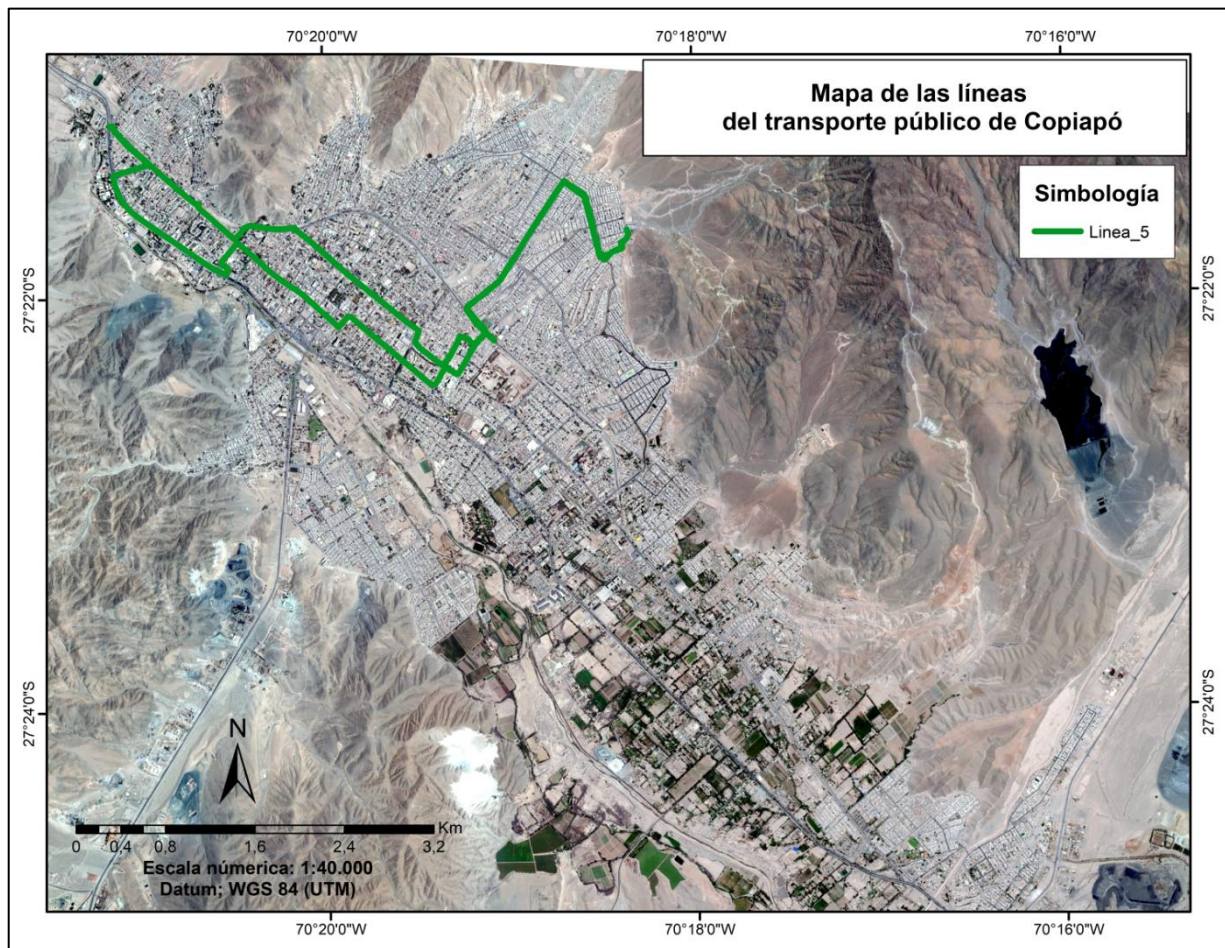 70°20'0"W 70°18'0"W 70°16'0"W
Mapa de las líneas
del transporte público de Copiapó
Simbología
Linea_5
27°22'0"S 27°22'0"S
27°24'0"S 27°24'0"S
N
Km
0 0,4 0,8 1,6 2,4 3,2
Escala númerica: 1:40.000
Datum; WGS 84 (UTM)
70°20'0"W 70°18'0"W 70°16'0"W